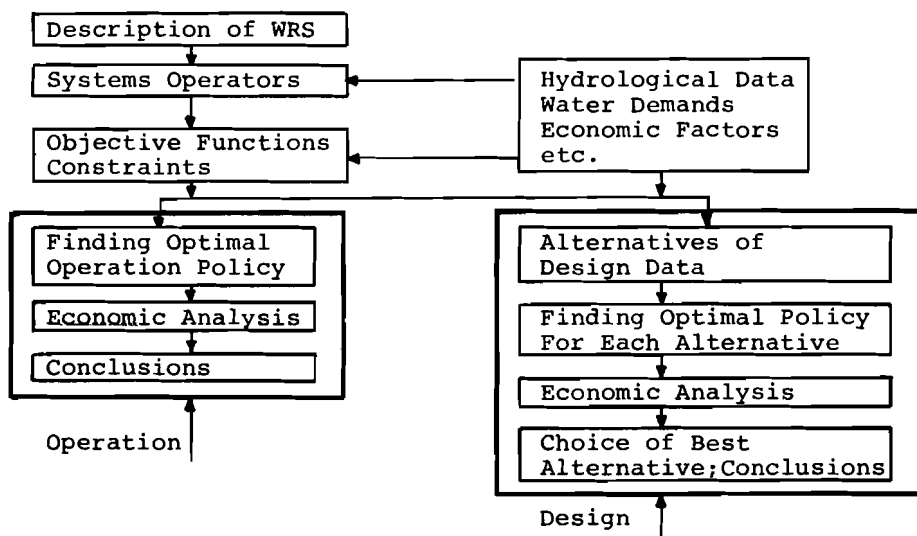 Description of WRS
Systems Operators
Hydrological Data
Water Demands
Economic Factors
etc.
Objective Functions
Constraints
Finding Optimal
Operation Policy
Economic Analysis
Conclusions
Operation
Alternatives of
Design Data
Finding Optimal Policy
For Each Alternative
Economic Analysis
Choice of Best
Alternative;Conclusions
Design